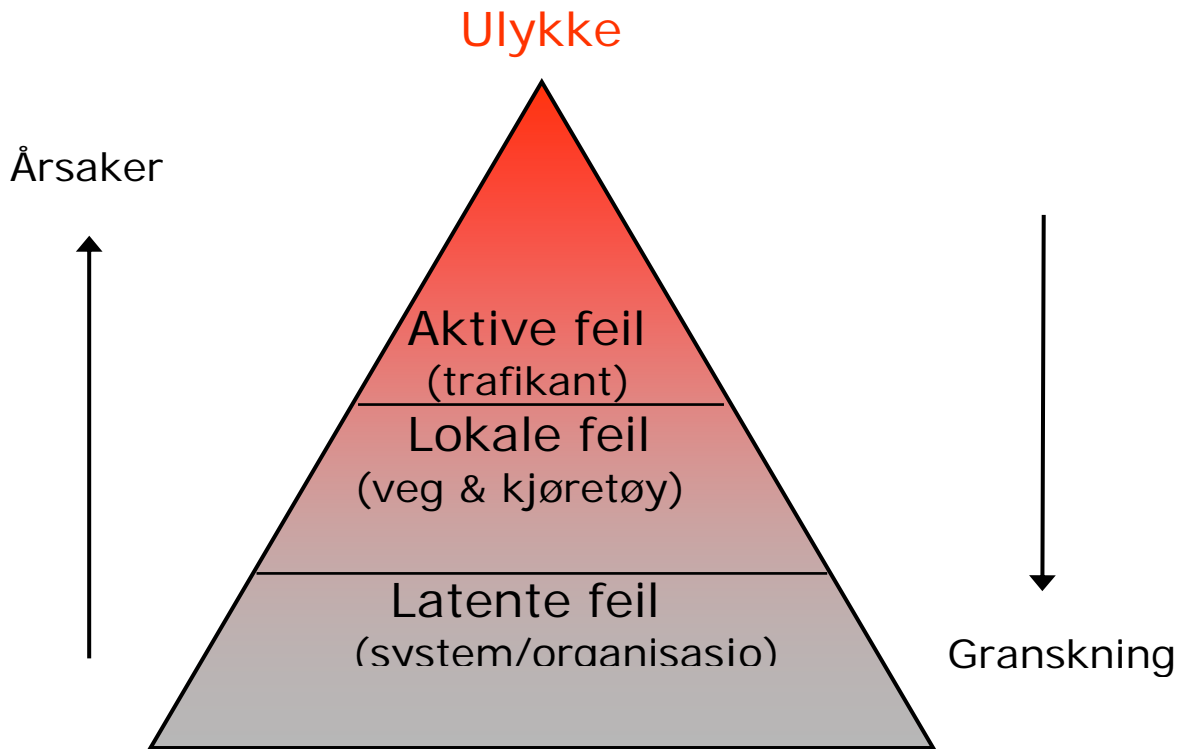 Ulykke
Årsaker
Aktive feil
(trafikant)
Lokale feil
(veg & kjøretøy)
Latente feil
(system/organisasjo)
Granskning